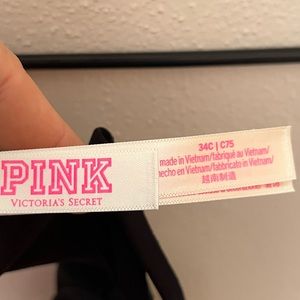 PINK
VICTORIA'S SECRET
34C | C75
made in Vietnam/fabriqué au Vietnam/
hecho en Vietnam/fabbricato in Vietnam/
越南制造